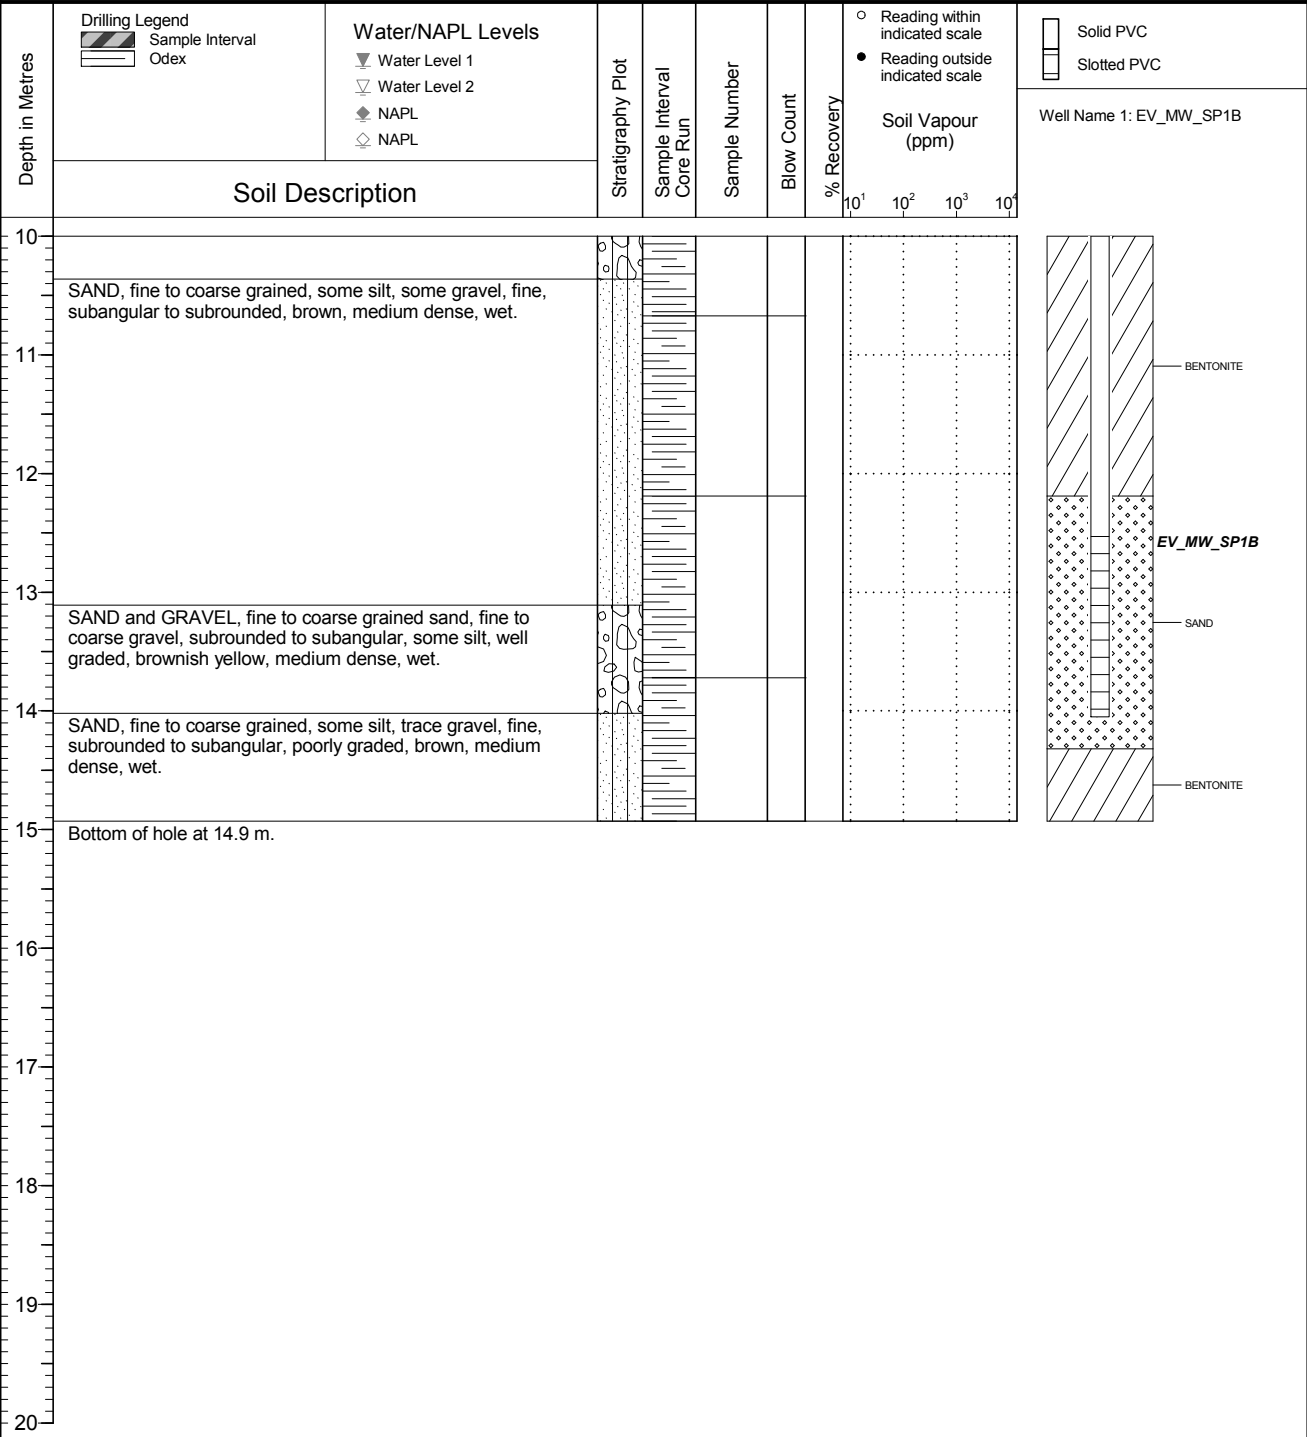 Depth in Metres
Drilling Legend
Sample Interval
Odex
Water/NAPL Levels
Water Level 1
Water Level 2
NAPL
NAPL
Soil Description
Stratigraphy Plot
Sample Interval
Core Run
Sample Number
Blow Count
% Recovery
Reading within
indicated scale
Reading outside
indicated scale
Soil Vapour
(ppm)
10¹ 10² 10³ 10⁴
Solid PVC
Slotted PVC
Well Name 1: EV_MW_SP1B
10
SAND, fine to coarse grained, some silt, some gravel, fine,
subangular to subrounded, brown, medium dense, wet.
11
BENTONITE
12
EV_MW_SP1B
13
SAND and GRAVEL, fine to coarse grained sand, fine to
coarse gravel, subrounded to subangular, some silt, well
graded, brownish yellow, medium dense, wet.
SAND
14
SAND, fine to coarse grained, some silt, trace gravel, fine,
subrounded to subangular, poorly graded, brown, medium
dense, wet.
BENTONITE
15
Bottom of hole at 14.9 m.
16
17
18
19
20